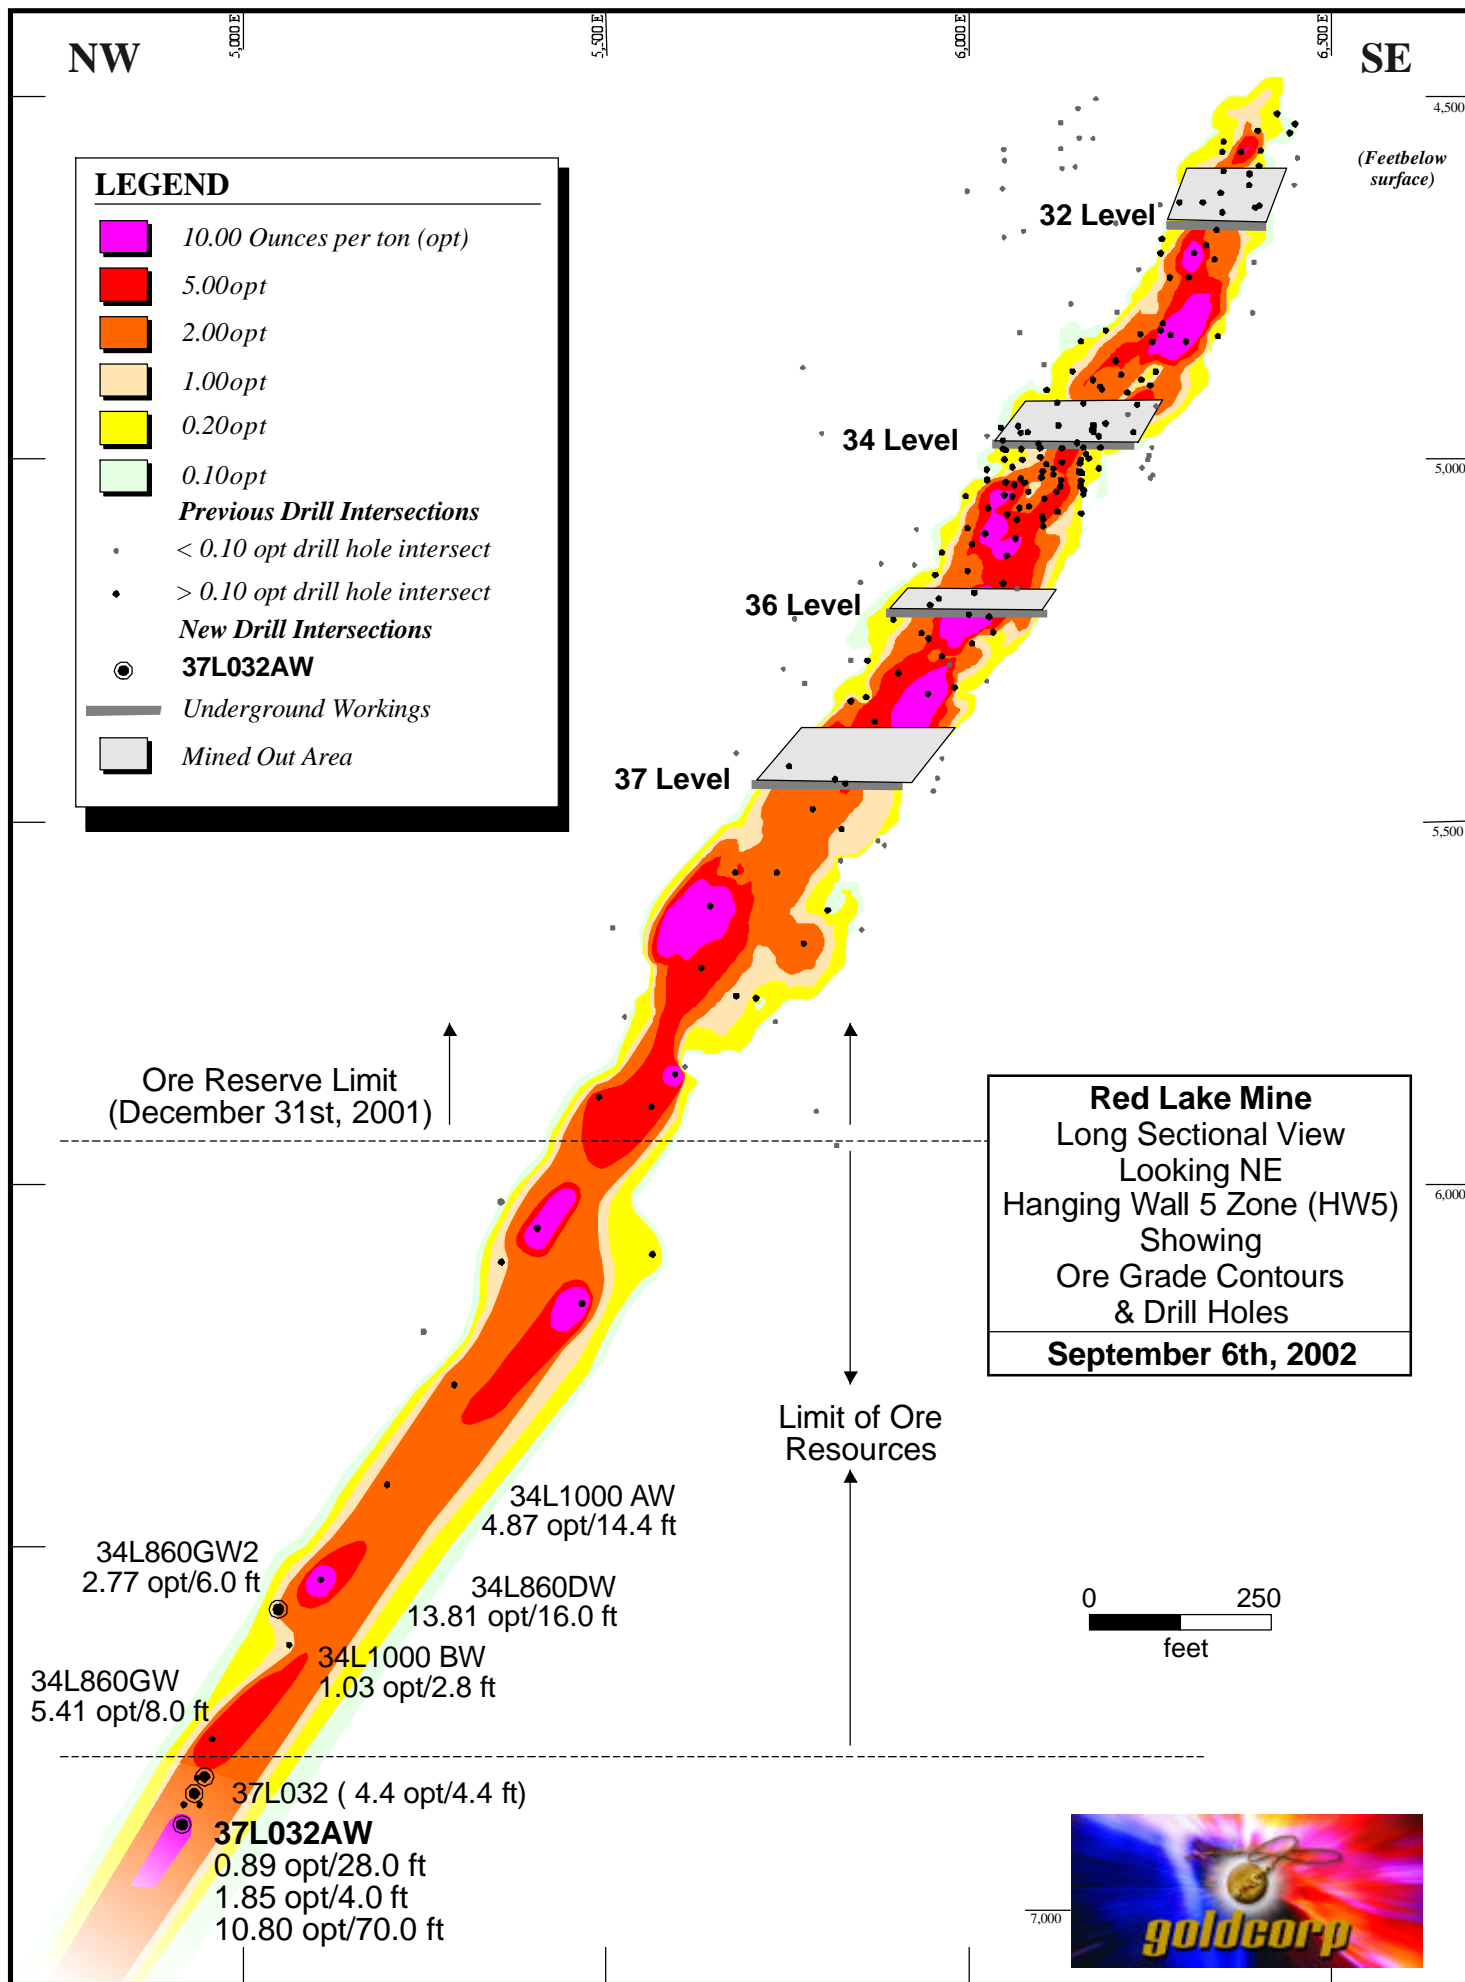 5,000 E
5,500 E
6,000 E
6,500 E
NW
SE
4,500
(Feetbelow
surface)
LEGEND
10.00 Ounces per ton (opt)
5.00opt
2.00opt
1.00opt
0.20opt
0.10opt
Previous Drill Intersections
< 0.10 opt drill hole intersect
> 0.10 opt drill hole intersect
New Drill Intersections
37L032AW
Underground Workings
Mined Out Area
32 Level
34 Level
5,000
36 Level
37 Level
5,500
Ore Reserve Limit
(December 31st, 2001)
Red Lake Mine
Long Sectional View
Looking NE
Hanging Wall 5 Zone (HW5)
Showing
Ore Grade Contours
& Drill Holes
September 6th, 2002
6,000
Limit of Ore
Resources
34L1000 AW
4.87 opt/14.4 ft
34L860GW2
2.77 opt/6.0 ft
34L860DW
13.81 opt/16.0 ft
0 250
feet
34L1000 BW
1.03 opt/2.8 ft
34L860GW
5.41 opt/8.0 ft
37L032 ( 4.4 opt/4.4 ft)
37L032AW
0.89 opt/28.0 ft
1.85 opt/4.0 ft
10.80 opt/70.0 ft
7,000
goldcorp